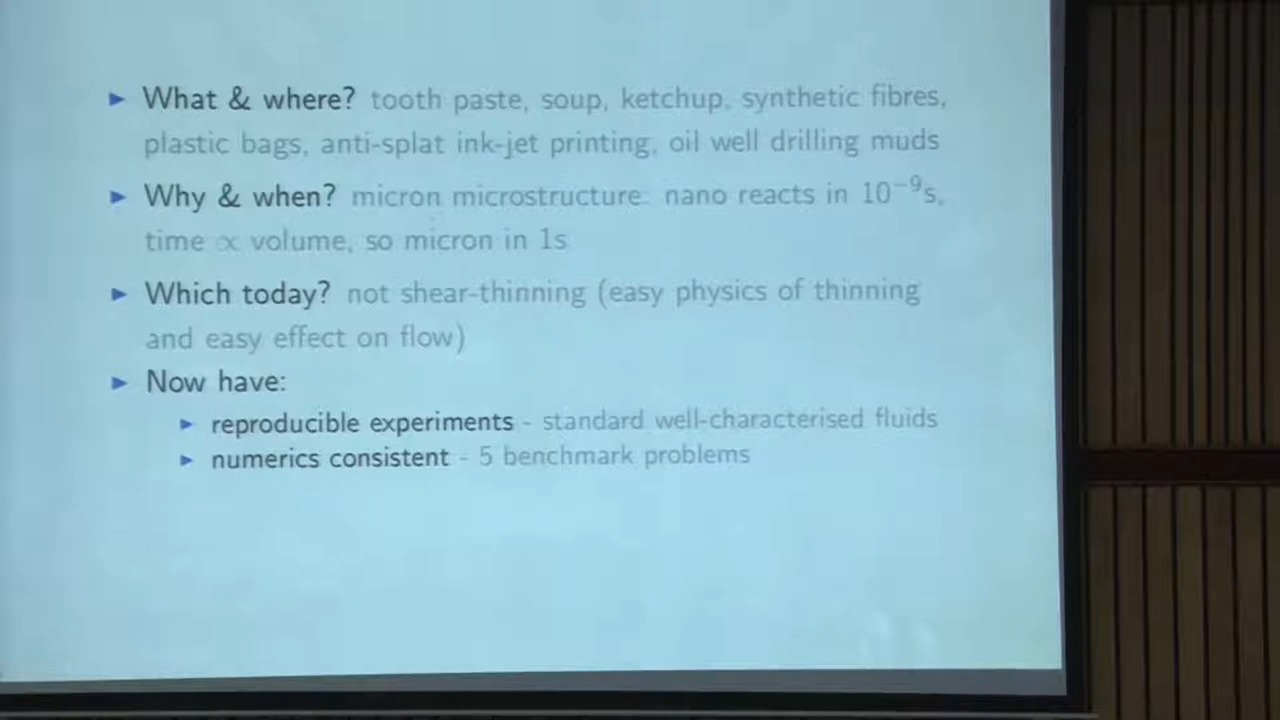 ▶ What & where? tooth paste, soup, ketchup, synthetic fibres,
plastic bags, anti-splat ink-jet printing, oil well drilling muds
▶ Why & when? micron microstructure: nano reacts in 10⁻⁹s,
time ∝ volume, so micron in 1s
▶ Which today? not shear-thinning (easy physics of thinning
and easy effect on flow)
▶ Now have:
▶ reproducible experiments - standard well-characterised fluids
▶ numerics consistent - 5 benchmark problems